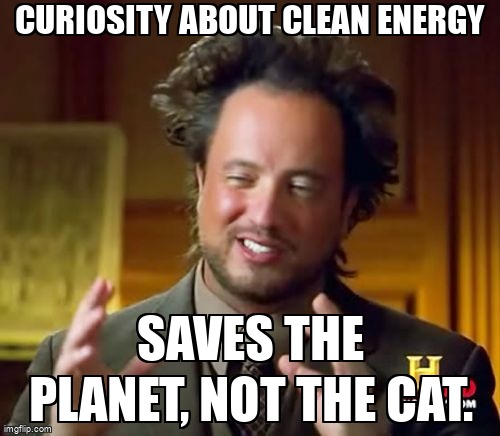 CURIOSITY ABOUT CLEAN ENERGY
SAVES THE
PLANET, NOT THE CAT.
H
imgflip.com